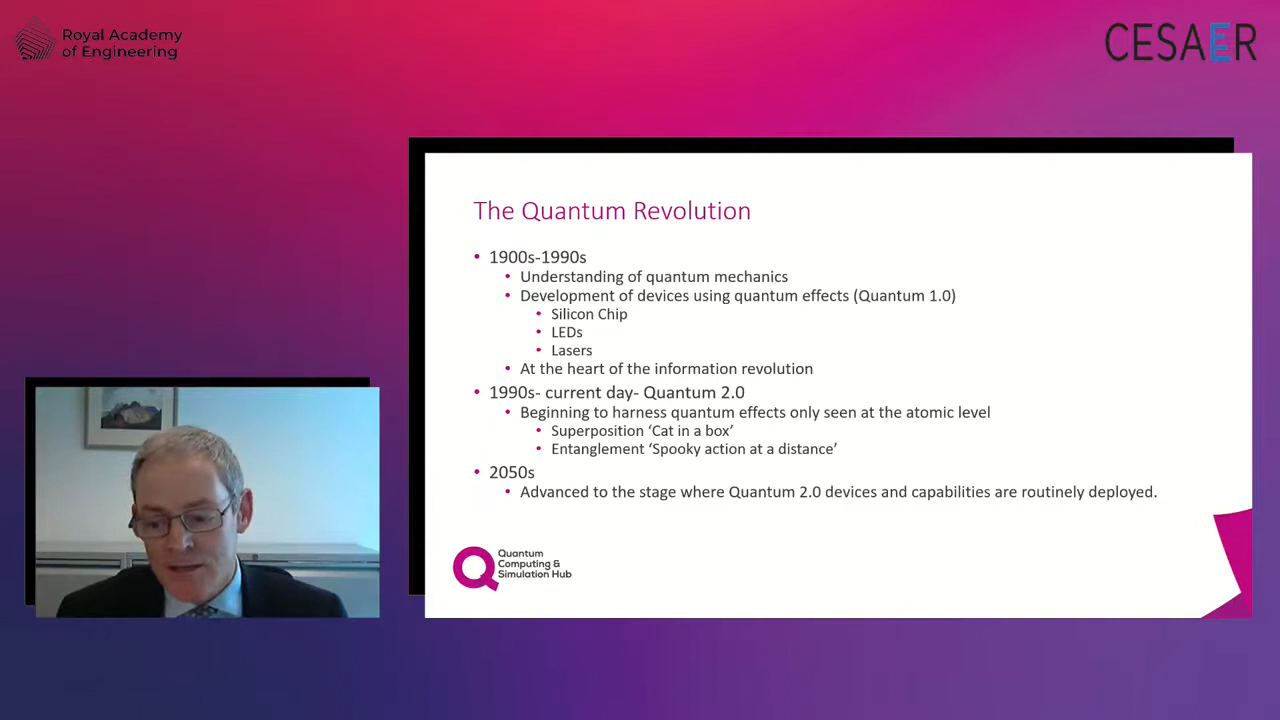 Royal Academy
of Engineering
CESAER
The Quantum Revolution
• 1900s-1990s
• Understanding of quantum mechanics
• Development of devices using quantum effects (Quantum 1.0)
• Silicon Chip
• LEDs
• Lasers
• At the heart of the information revolution
• 1990s- current day- Quantum 2.0
• Beginning to harness quantum effects only seen at the atomic level
• Superposition ‘Cat in a box’
• Entanglement ‘Spooky action at a distance’
• 2050s
• Advanced to the stage where Quantum 2.0 devices and capabilities are routinely deployed.
Quantum
Computing &
Simulation Hub